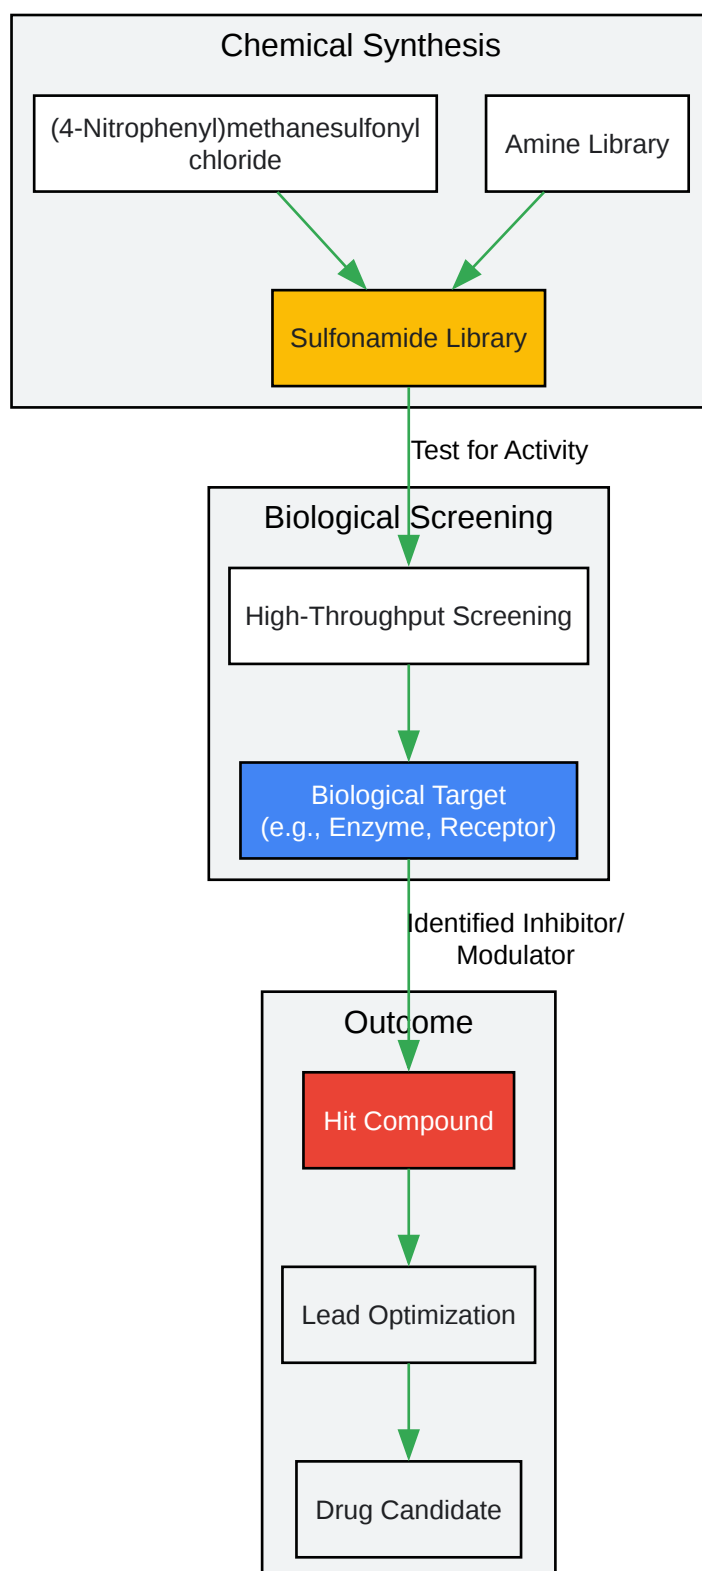 Chemical Synthesis
(4-Nitrophenyl)methanesulfonyl
chloride
Amine Library
Sulfonamide Library
Test for Activity
Biological Screening
High-Throughput Screening
Biological Target
(e.g., Enzyme, Receptor)
Identified Inhibitor/
Modulator
Outcome
Hit Compound
Lead Optimization
Drug Candidate